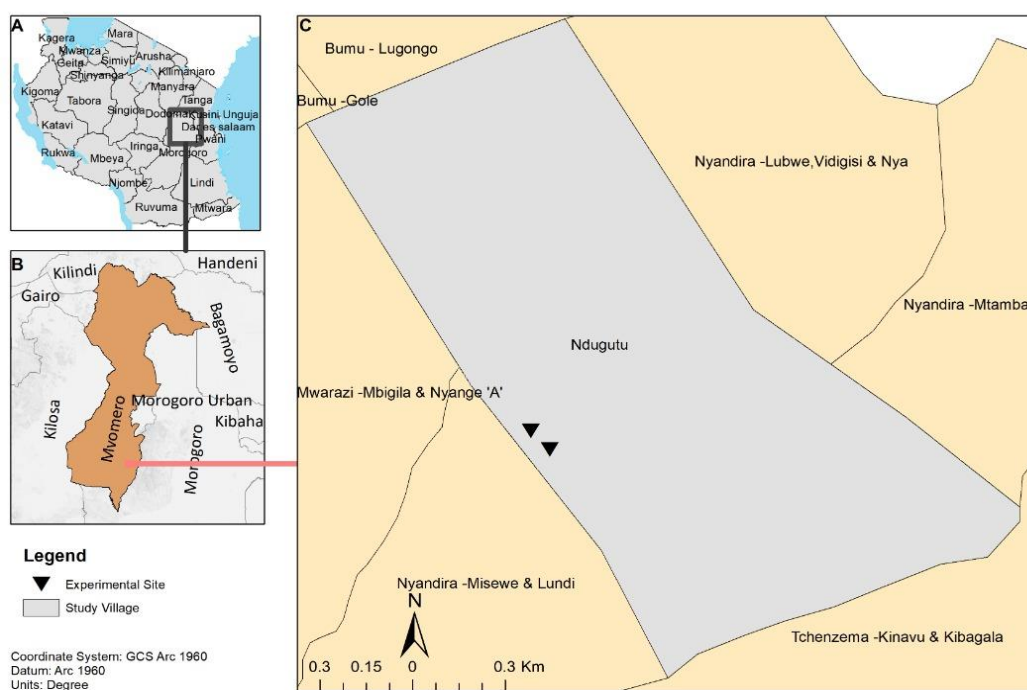 A
Kagera
Mara
Mwanza
Geita
Simiyu
Arusha
Shinyanga
Kilimanjaro
Manyara
Kigoma
Tabora
Tanga
Singida
Dodoma
Kusini Unguja
Dar es salaam
Pwani
Katavi
Rukwa
Iringa
Morogoro
Mbeya
Njombe
Lindi
Ruvuma
Mtwara
B
Kilindi
Handeni
Gairo
Bagamoyo
Morogoro Urban
Kibaha
Kilosa
Mvomero
Morogoro
Legend
Experimental Site
Study Village
Coordinate System: GCS Arc 1960
Datum: Arc 1960
Units: Degree
C
Bumu - Lugongo
Bumu -Gole
Nyandira -Lubwe,Vidigisi & Nya
Nyandira -Mtamba
Ndugutu
Mwarazi -Mbigila & Nyange 'A'
Nyandira -Misewe & Lundi
Tchenzema -Kinavu & Kibagala
N
0.3 0.15 0 0.3 Km